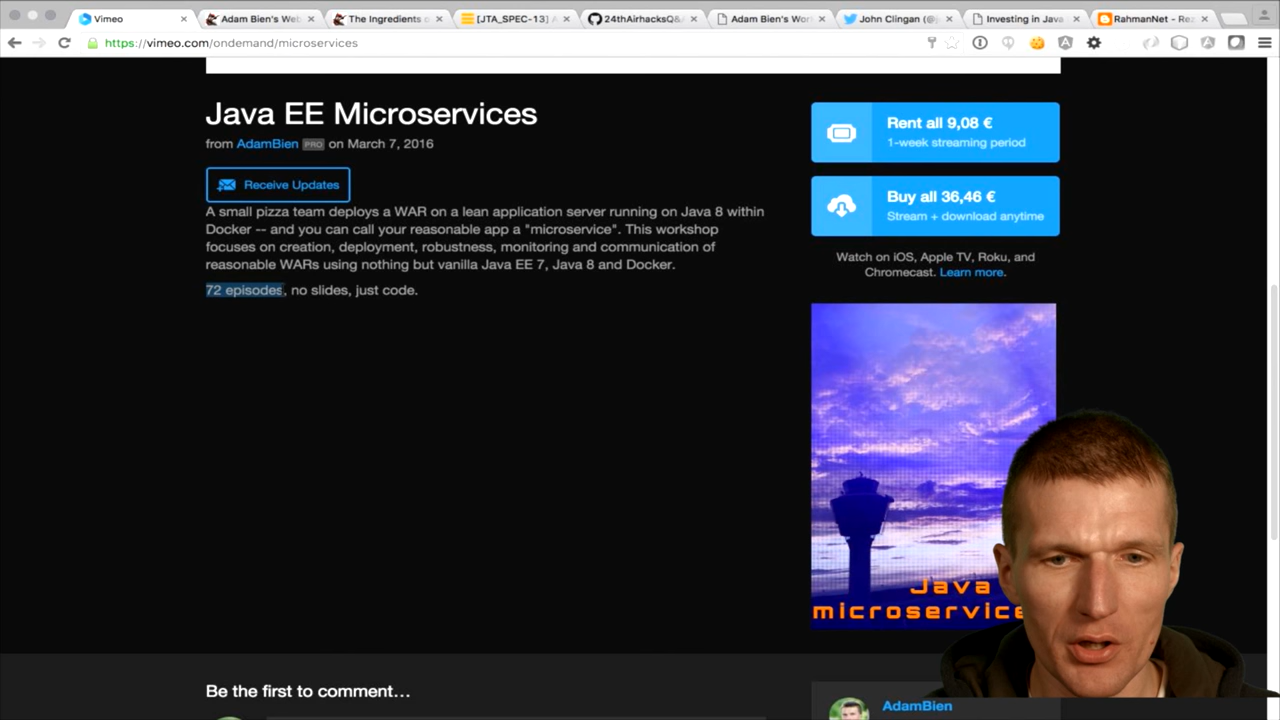 Vimeo
Adam Bien's Web
The Ingredients o
[JTA_SPEC-13] A
24thAirhacksQ&
Adam Bien's Wor
John Clingan (@j
Investing in Java
RahmanNet - Rez
https://vimeo.com/ondemand/microservices
Java EE Microservices
from AdamBien PRO on March 7, 2016
Receive Updates
A small pizza team deploys a WAR on a lean application server running on Java 8 within
Docker -- and you can call your reasonable app a "microservice". This workshop
focuses on creation, deployment, robustness, monitoring and communication of
reasonable WARs using nothing but vanilla Java EE 7, Java 8 and Docker.
72 episodes, no slides, just code.
Rent all 9,08 €
1-week streaming period
Buy all 36,46 €
Stream + download anytime
Watch on iOS, Apple TV, Roku, and
Chromecast. Learn more.
Java
microservice
Be the first to comment…
AdamBien